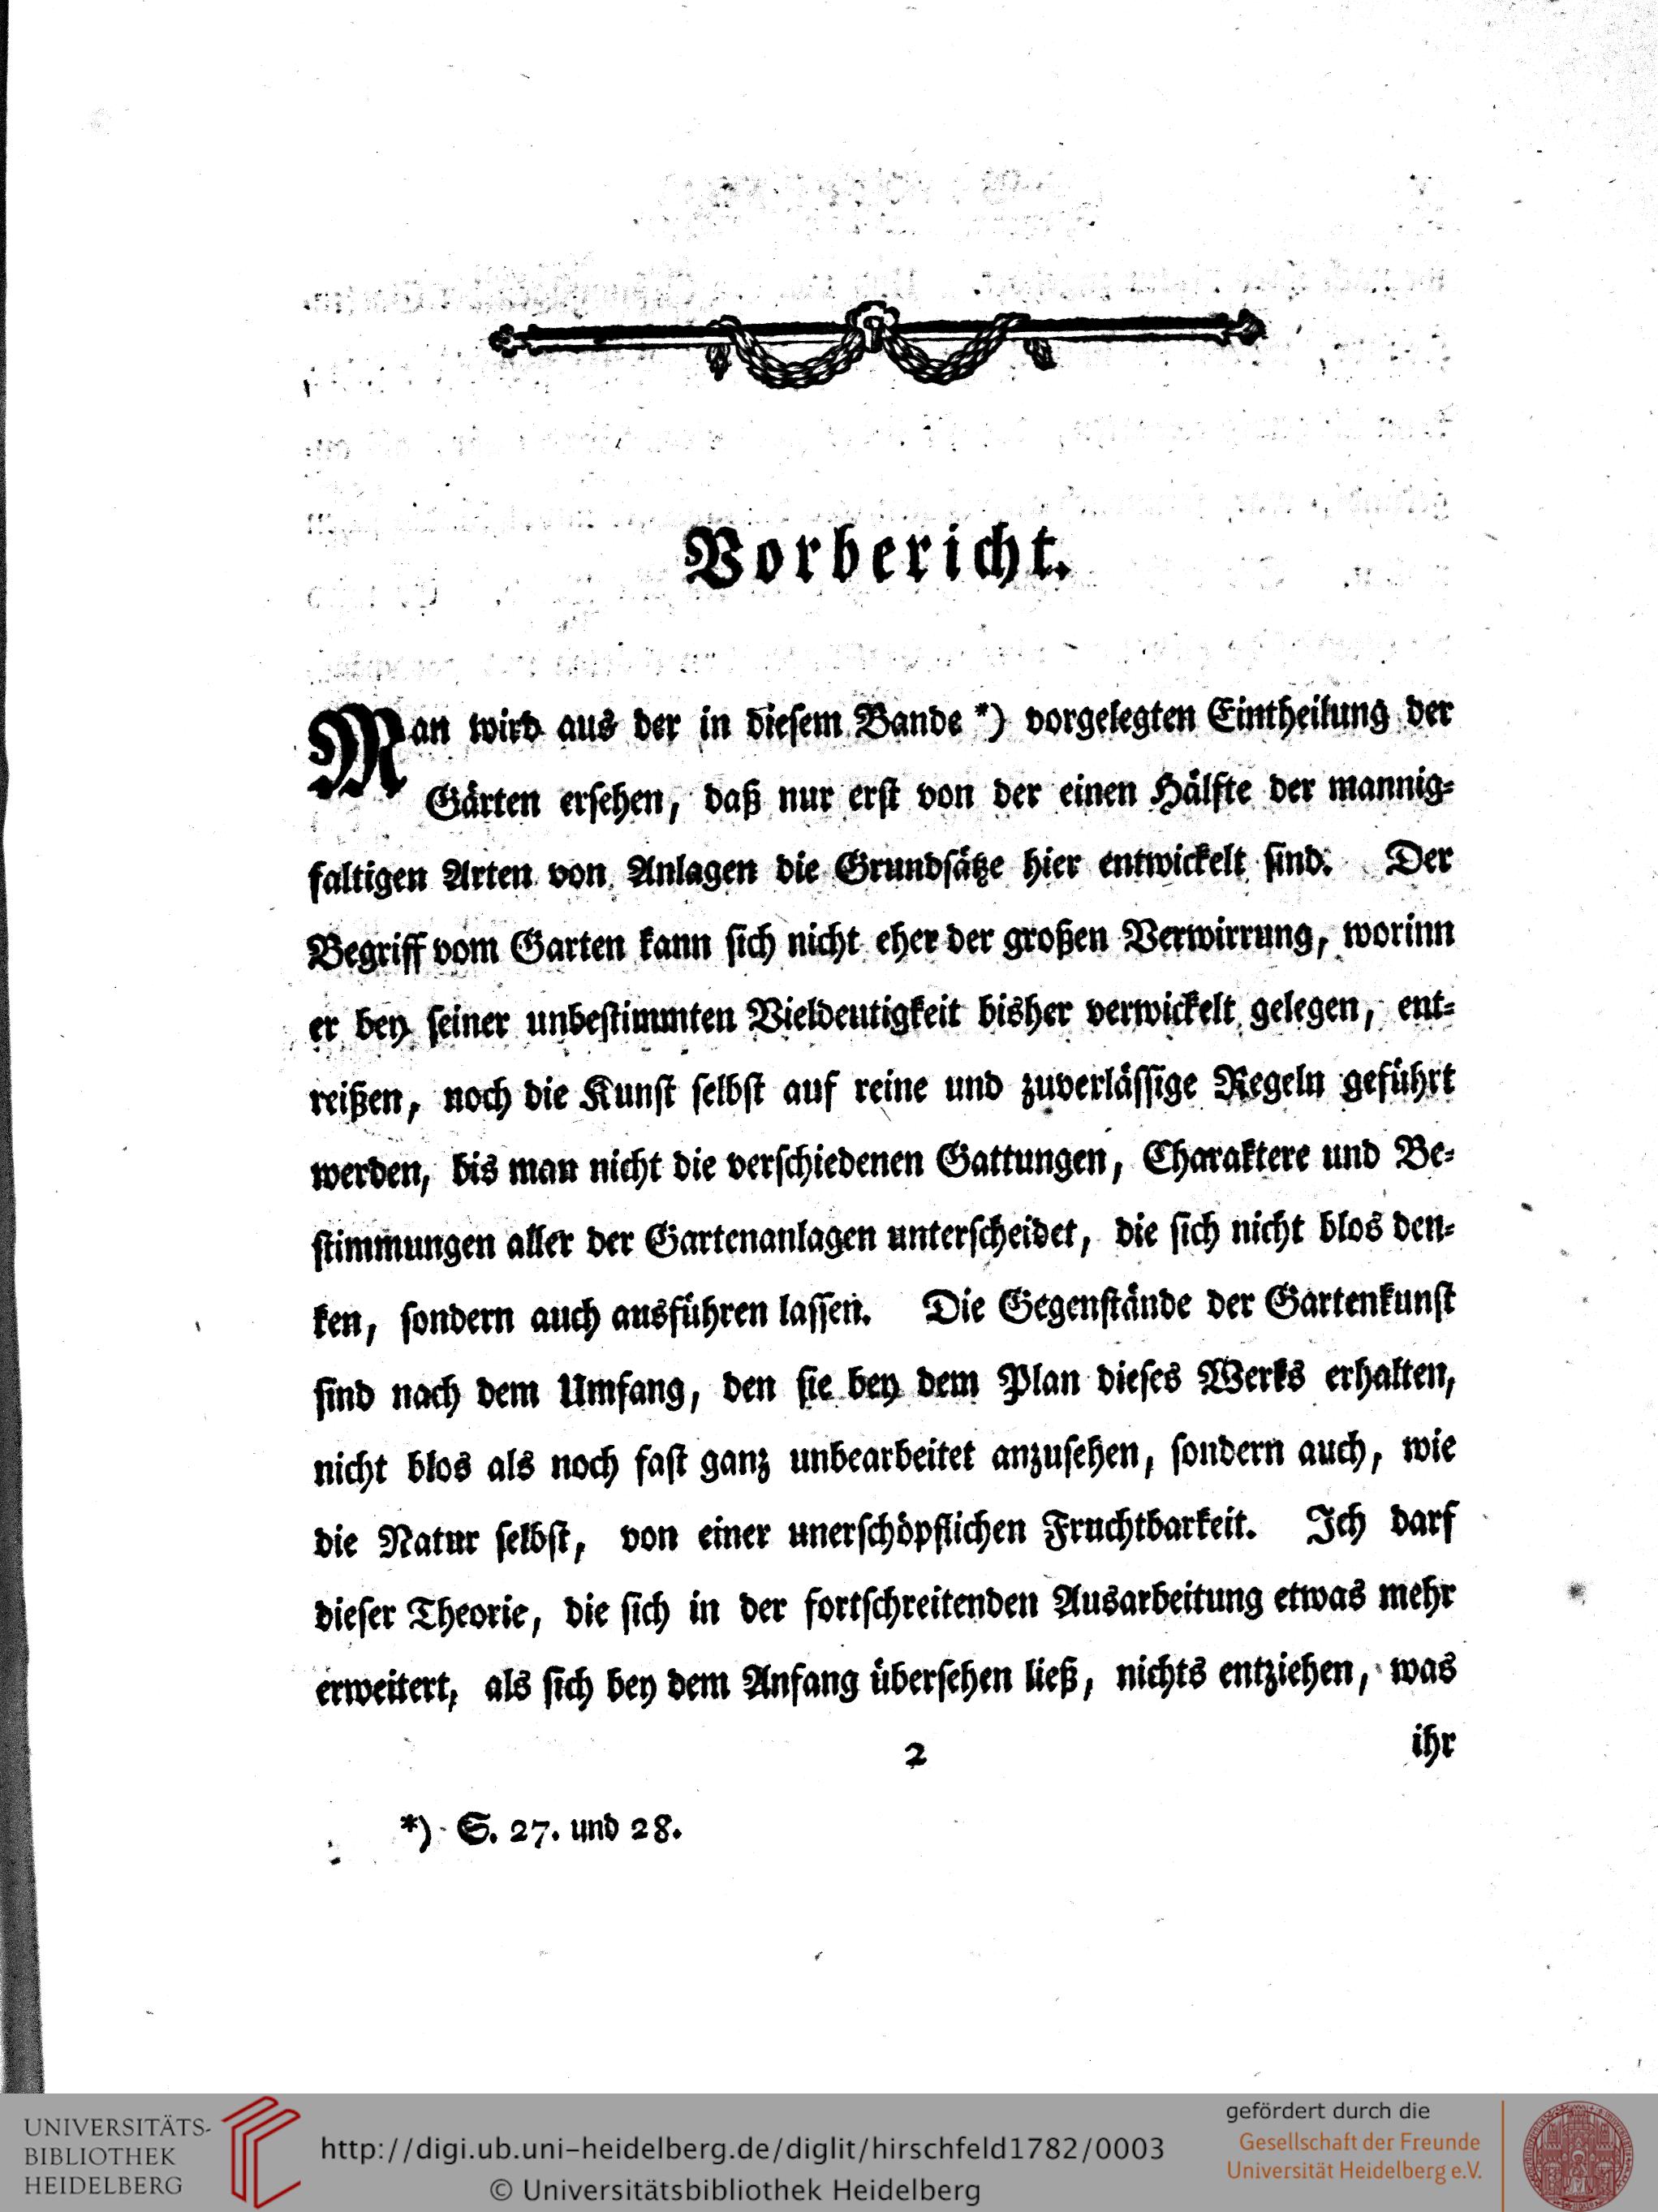 Vorbericht.
Man wird aus der in diesem Bande *) vorgelegten Eintheilung der
Gärten ersehen, daß nur erst von der einen Hälfte der mannig-
faltigen Arten von Anlagen die Grundsätze hier entwickelt sind. Der
Begriff vom Garten kann sich nicht eher der großen Verwirrung, worinn
er bey seiner unbestimmten Vieldeutigkeit bisher verwickelt gelegen, ent-
reißen, noch die Kunst selbst auf reine und zuverlässige Regeln geführt
werden, bis man nicht die verschiedenen Gattungen, Charaktere und Be-
stimmungen aller der Gartenanlagen unterscheidet, die sich nicht blos den-
ken, sondern auch ausführen lassen. Die Gegenstände der Gartenkunst
sind nach dem Umfang, den sie bey dem Plan dieses Werks erhalten,
nicht blos als noch fast ganz unbearbeitet anzusehen, sondern auch, wie
die Natur selbst, von einer unerschöpflichen Fruchtbarkeit. Ich darf
dieser Theorie, die sich in der fortschreitenden Ausarbeitung etwas mehr
erweitert, als sich bey dem Anfang übersehen ließ, nichts entziehen, was
2 ihr
*) S. 27. und 28.
UNIVERSITÄTS-
BIBLIOTHEK
HEIDELBERG
http://digi.ub.uni-heidelberg.de/diglit/hirschfeld1782/0003
© Universitätsbibliothek Heidelberg
gefördert durch die
Gesellschaft der Freunde
Universität Heidelberg e.V.